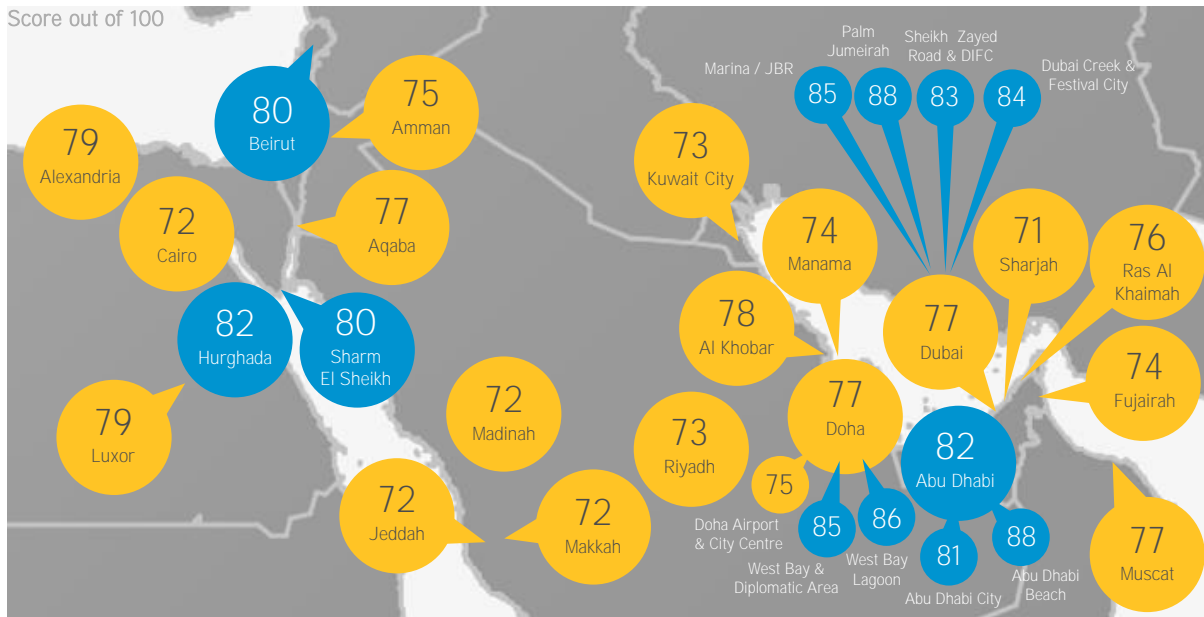 Score out of 100
80
Beirut
75
Amman
79
Alexandria
72
Cairo
77
Aqaba
82
Hurghada
80
Sharm
El Sheikh
79
Luxor
72
Madinah
72
Jeddah
72
Makkah
73
Kuwait City
74
Manama
78
Al Khobar
73
Riyadh
77
Doha
75
Doha Airport
& City Centre
85
West Bay &
Diplomatic Area
86
West Bay
Lagoon
Marina / JBR
85
Palm
Jumeirah
88
Sheikh Zayed
Road & DIFC
83
Dubai Creek &
Festival City
84
77
Dubai
71
Sharjah
76
Ras Al
Khaimah
74
Fujairah
82
Abu Dhabi
81
Abu Dhabi City
88
Abu Dhabi
Beach
77
Muscat